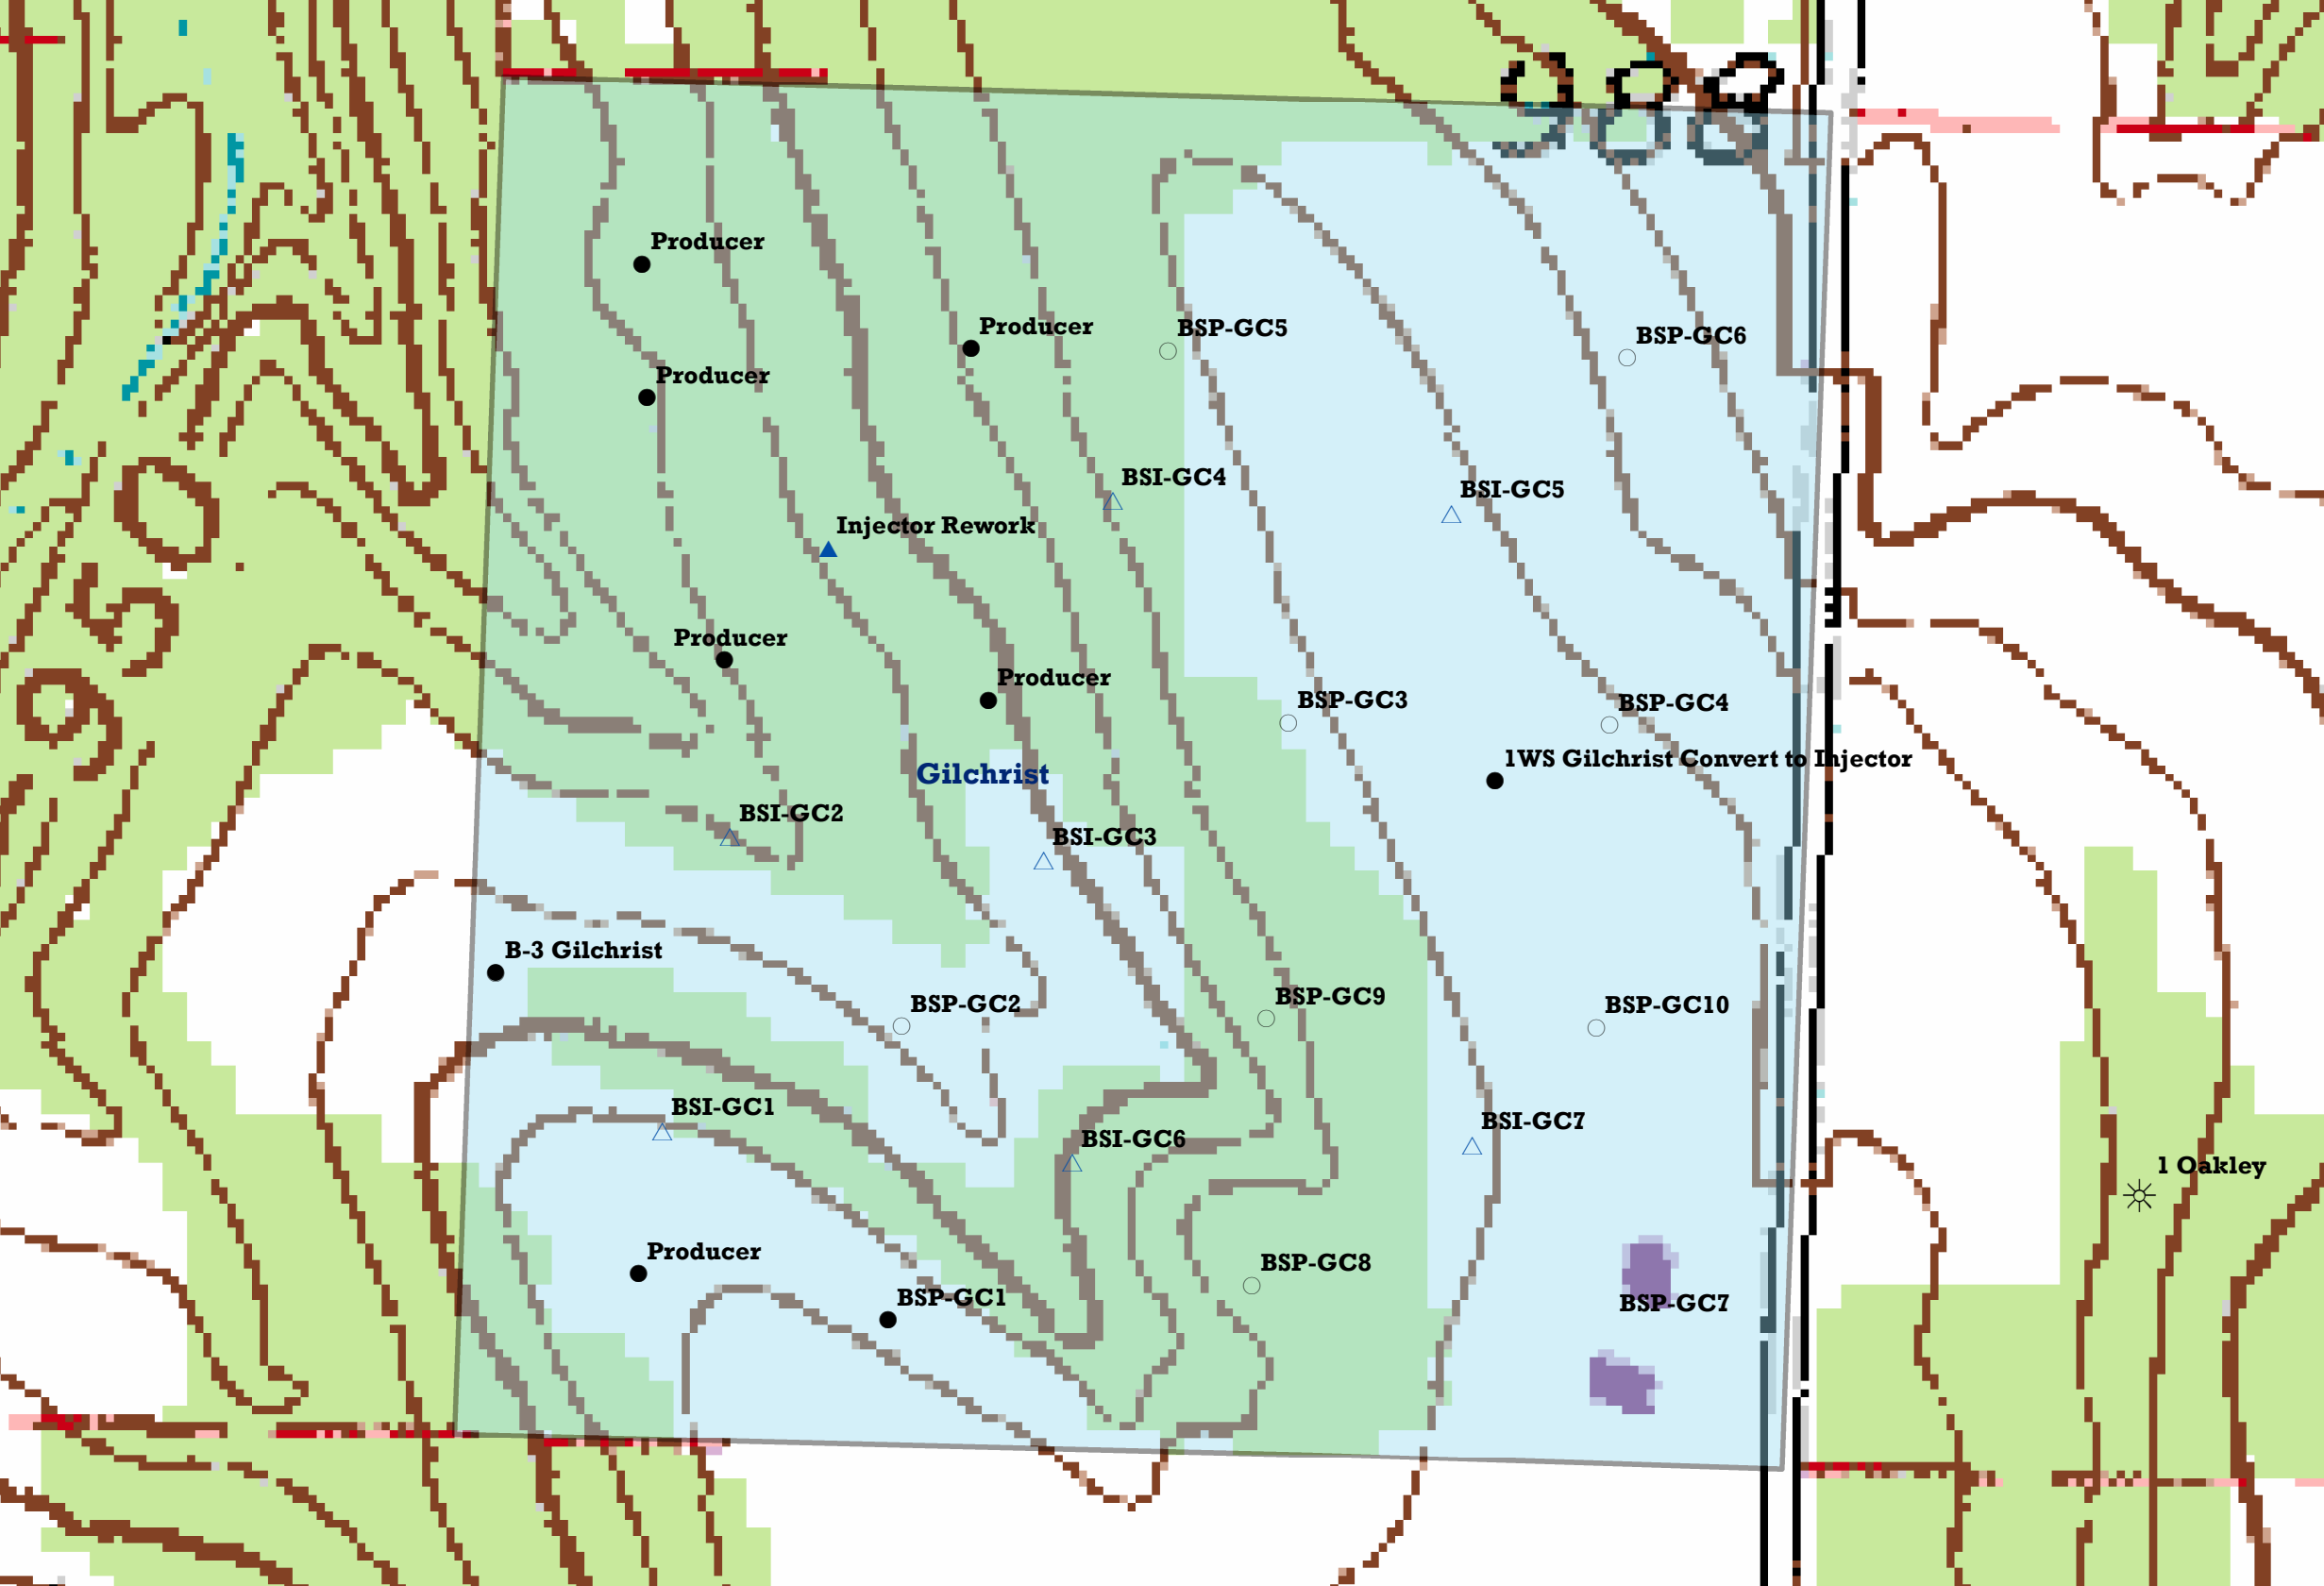 988
Producer
Producer
BSP-GC5
BSP-GC6
Producer
BSI-GC4
BSI-GC5
950
Injector Rework
Producer
Producer
BSP-GC3
BSP-GC4
1WS Gilchrist Convert to Injector
Gilchrist
BSI-GC2
BSI-GC3
B-3 Gilchrist
BSP-GC9
BSP-GC2
BSP-GC10
BSI-GC1
BSI-GC7
BSI-GC6
1 Oakley
Producer
BSP-GC8
BSP-GC1
BSP-GC7